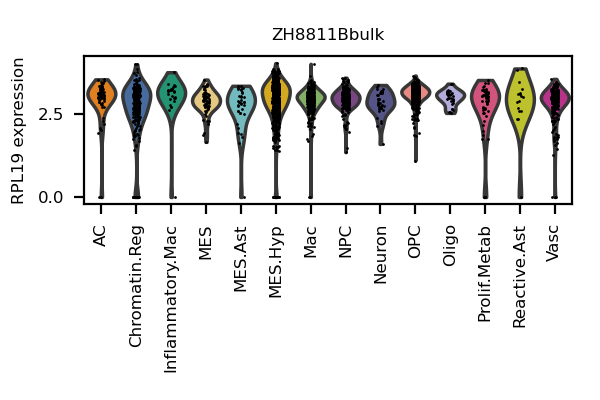 ZH8811Bbulk
RPL19 expression
2.5
0.0
AC
Chromatin.Reg
Inflammatory.Mac
MES
MES.Ast
MES.Hyp
Mac
NPC
Neuron
OPC
Oligo
Prolif.Metab
Reactive.Ast
Vasc